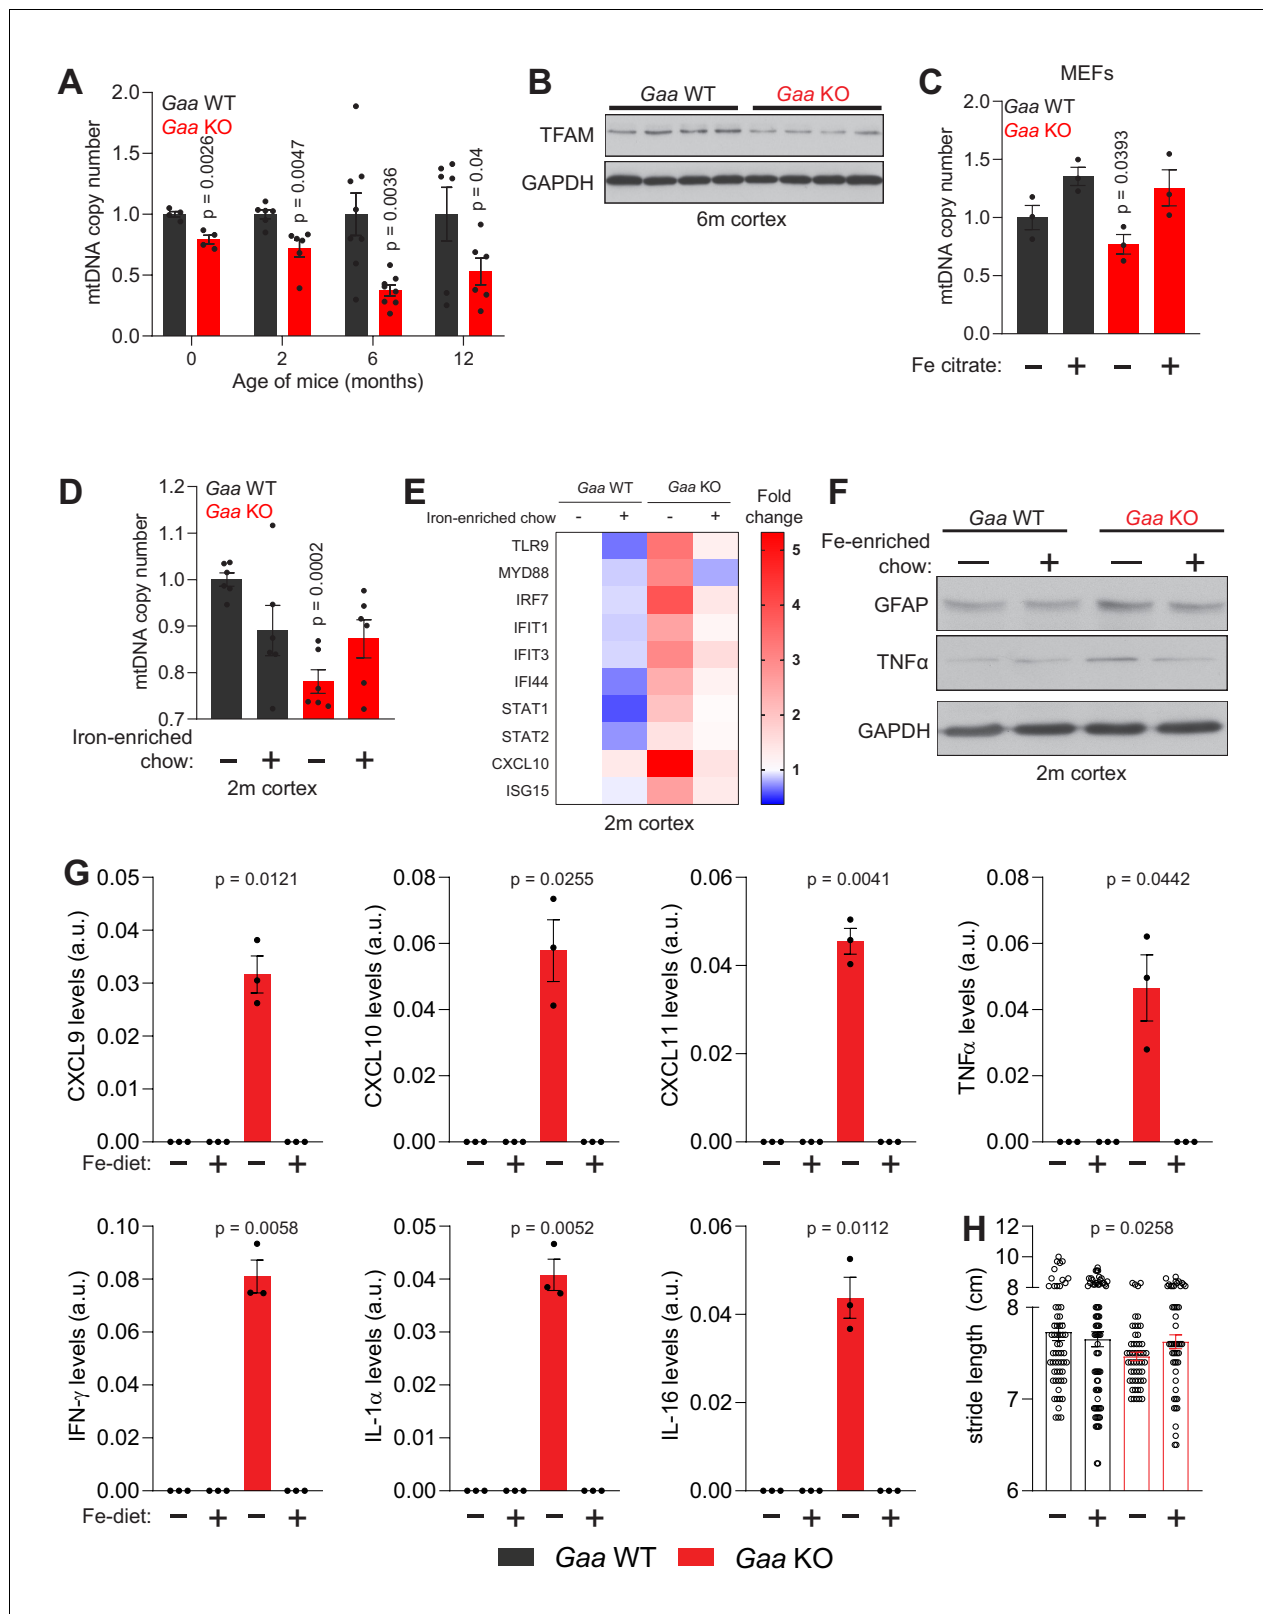 A
mtDNA copy number
2.0
1.5
1.0
0.5
0.0
Gaa WT
Gaa KO
p = 0.0026
p = 0.0047
p = 0.0036
p = 0.04
0 2 6 12
Age of mice (months)
B
Gaa WT Gaa KO
TFAM
GAPDH
6m cortex
C
MEFs
mtDNA copy number
2.0
1.5
1.0
0.5
0.0
Gaa WT
Gaa KO
p = 0.0393
Fe citrate: − + − +
D
mtDNA copy number
1.2
1.1
1.0
0.9
0.8
0.7
Gaa WT
Gaa KO
p = 0.0002
Iron-enriched
chow: − + − +
2m cortex
E
Gaa WT Gaa KO
Iron-enriched chow - + - +
TLR9
MYD88
IRF7
IFIT1
IFIT3
IFI44
STAT1
STAT2
CXCL10
ISG15
2m cortex
Fold
change
5
4
3
2
1
F
Gaa WT Gaa KO
Fe-enriched
chow: — + — +
GFAP
TNFα
GAPDH
2m cortex
G
CXCL9 levels (a.u.)
0.05
0.04
0.03
0.02
0.01
0.00
p = 0.0121
Fe-diet: − + − +
CXCL10 levels (a.u.)
0.08
0.06
0.04
0.02
0.00
p = 0.0255
− + − +
CXCL11 levels (a.u.)
0.06
0.04
0.02
0.00
p = 0.0041
− + − +
TNFα levels (a.u.)
0.08
0.06
0.04
0.02
0.00
p = 0.0442
− + − +
IFN-γ levels (a.u.)
0.10
0.08
0.06
0.04
0.02
0.00
p = 0.0058
Fe-diet: − + − +
IL-1α levels (a.u.)
0.05
0.04
0.03
0.02
0.01
0.00
p = 0.0052
− + − +
IL-16 levels (a.u.)
0.06
0.04
0.02
0.00
p = 0.0112
− + − +
H
stride length (cm)
12
10
8
8
7
6
p = 0.0258
− + − +
Gaa WT Gaa KO